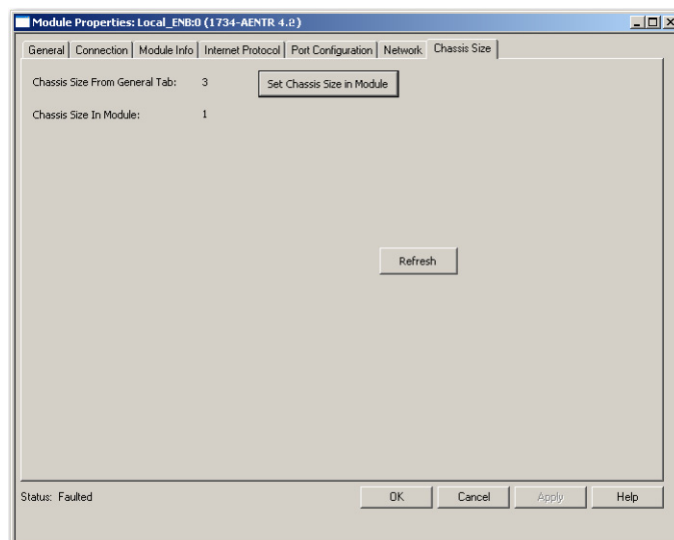 Module Properties: Local_ENB:0 (1734-AENTR 4.2)
General Connection Module Info Internet Protocol Port Configuration Network Chassis Size
Chassis Size From General Tab: 3 Set Chassis Size in Module
Chassis Size In Module: 1
Refresh
Status: Faulted OK Cancel Apply Help